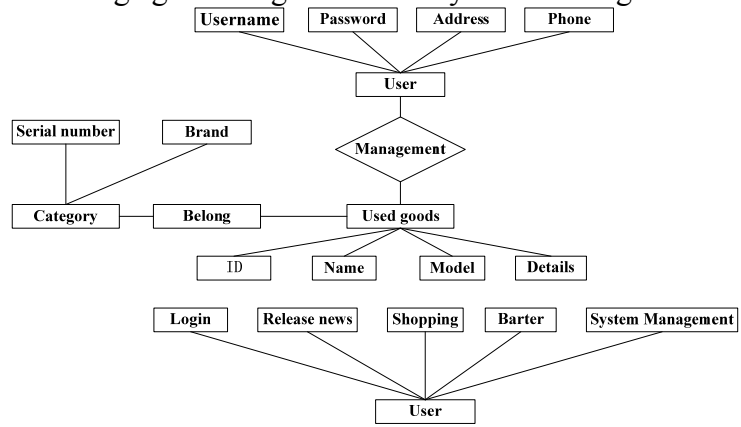 Username Password Address Phone
User
Serial number Brand
Management
Category Belong Used goods
ID Name Model Details
Login Release news Shopping Barter System Management
User